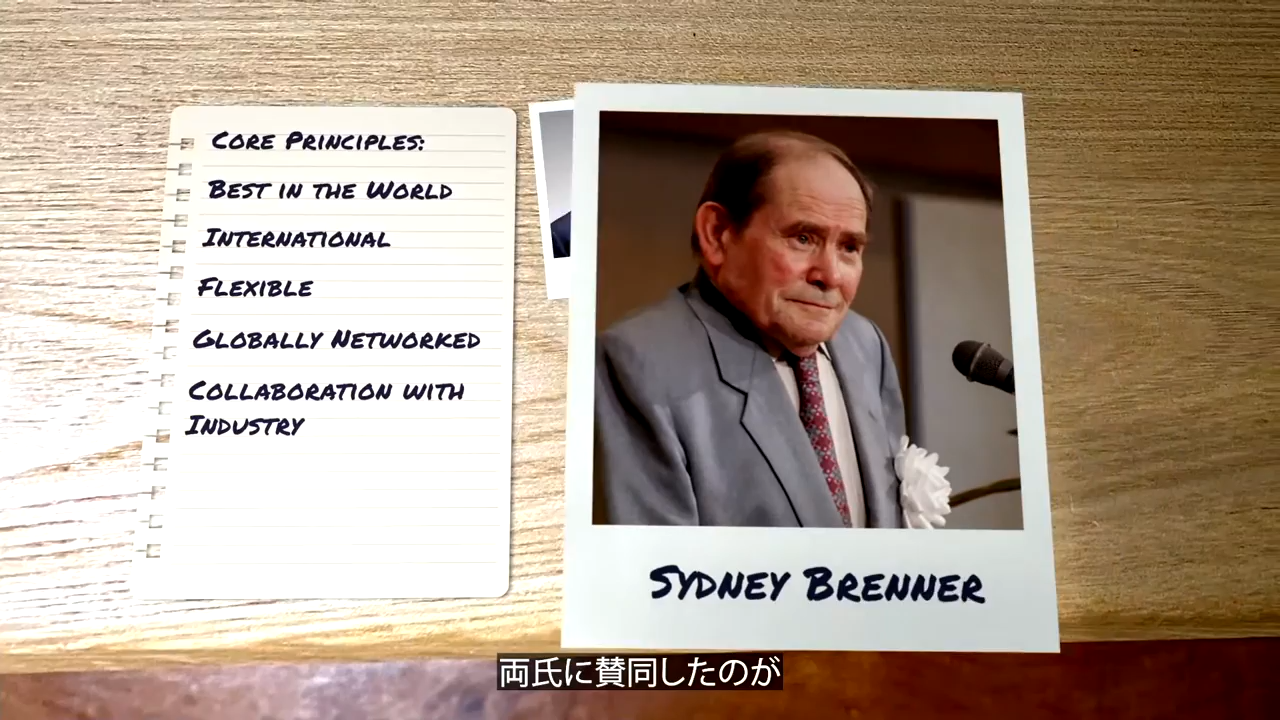 Core Principles:
Best in the World
International
Flexible
Globally Networked
Collaboration with
Industry
Sydney Brenner
両氏に賛同したのが